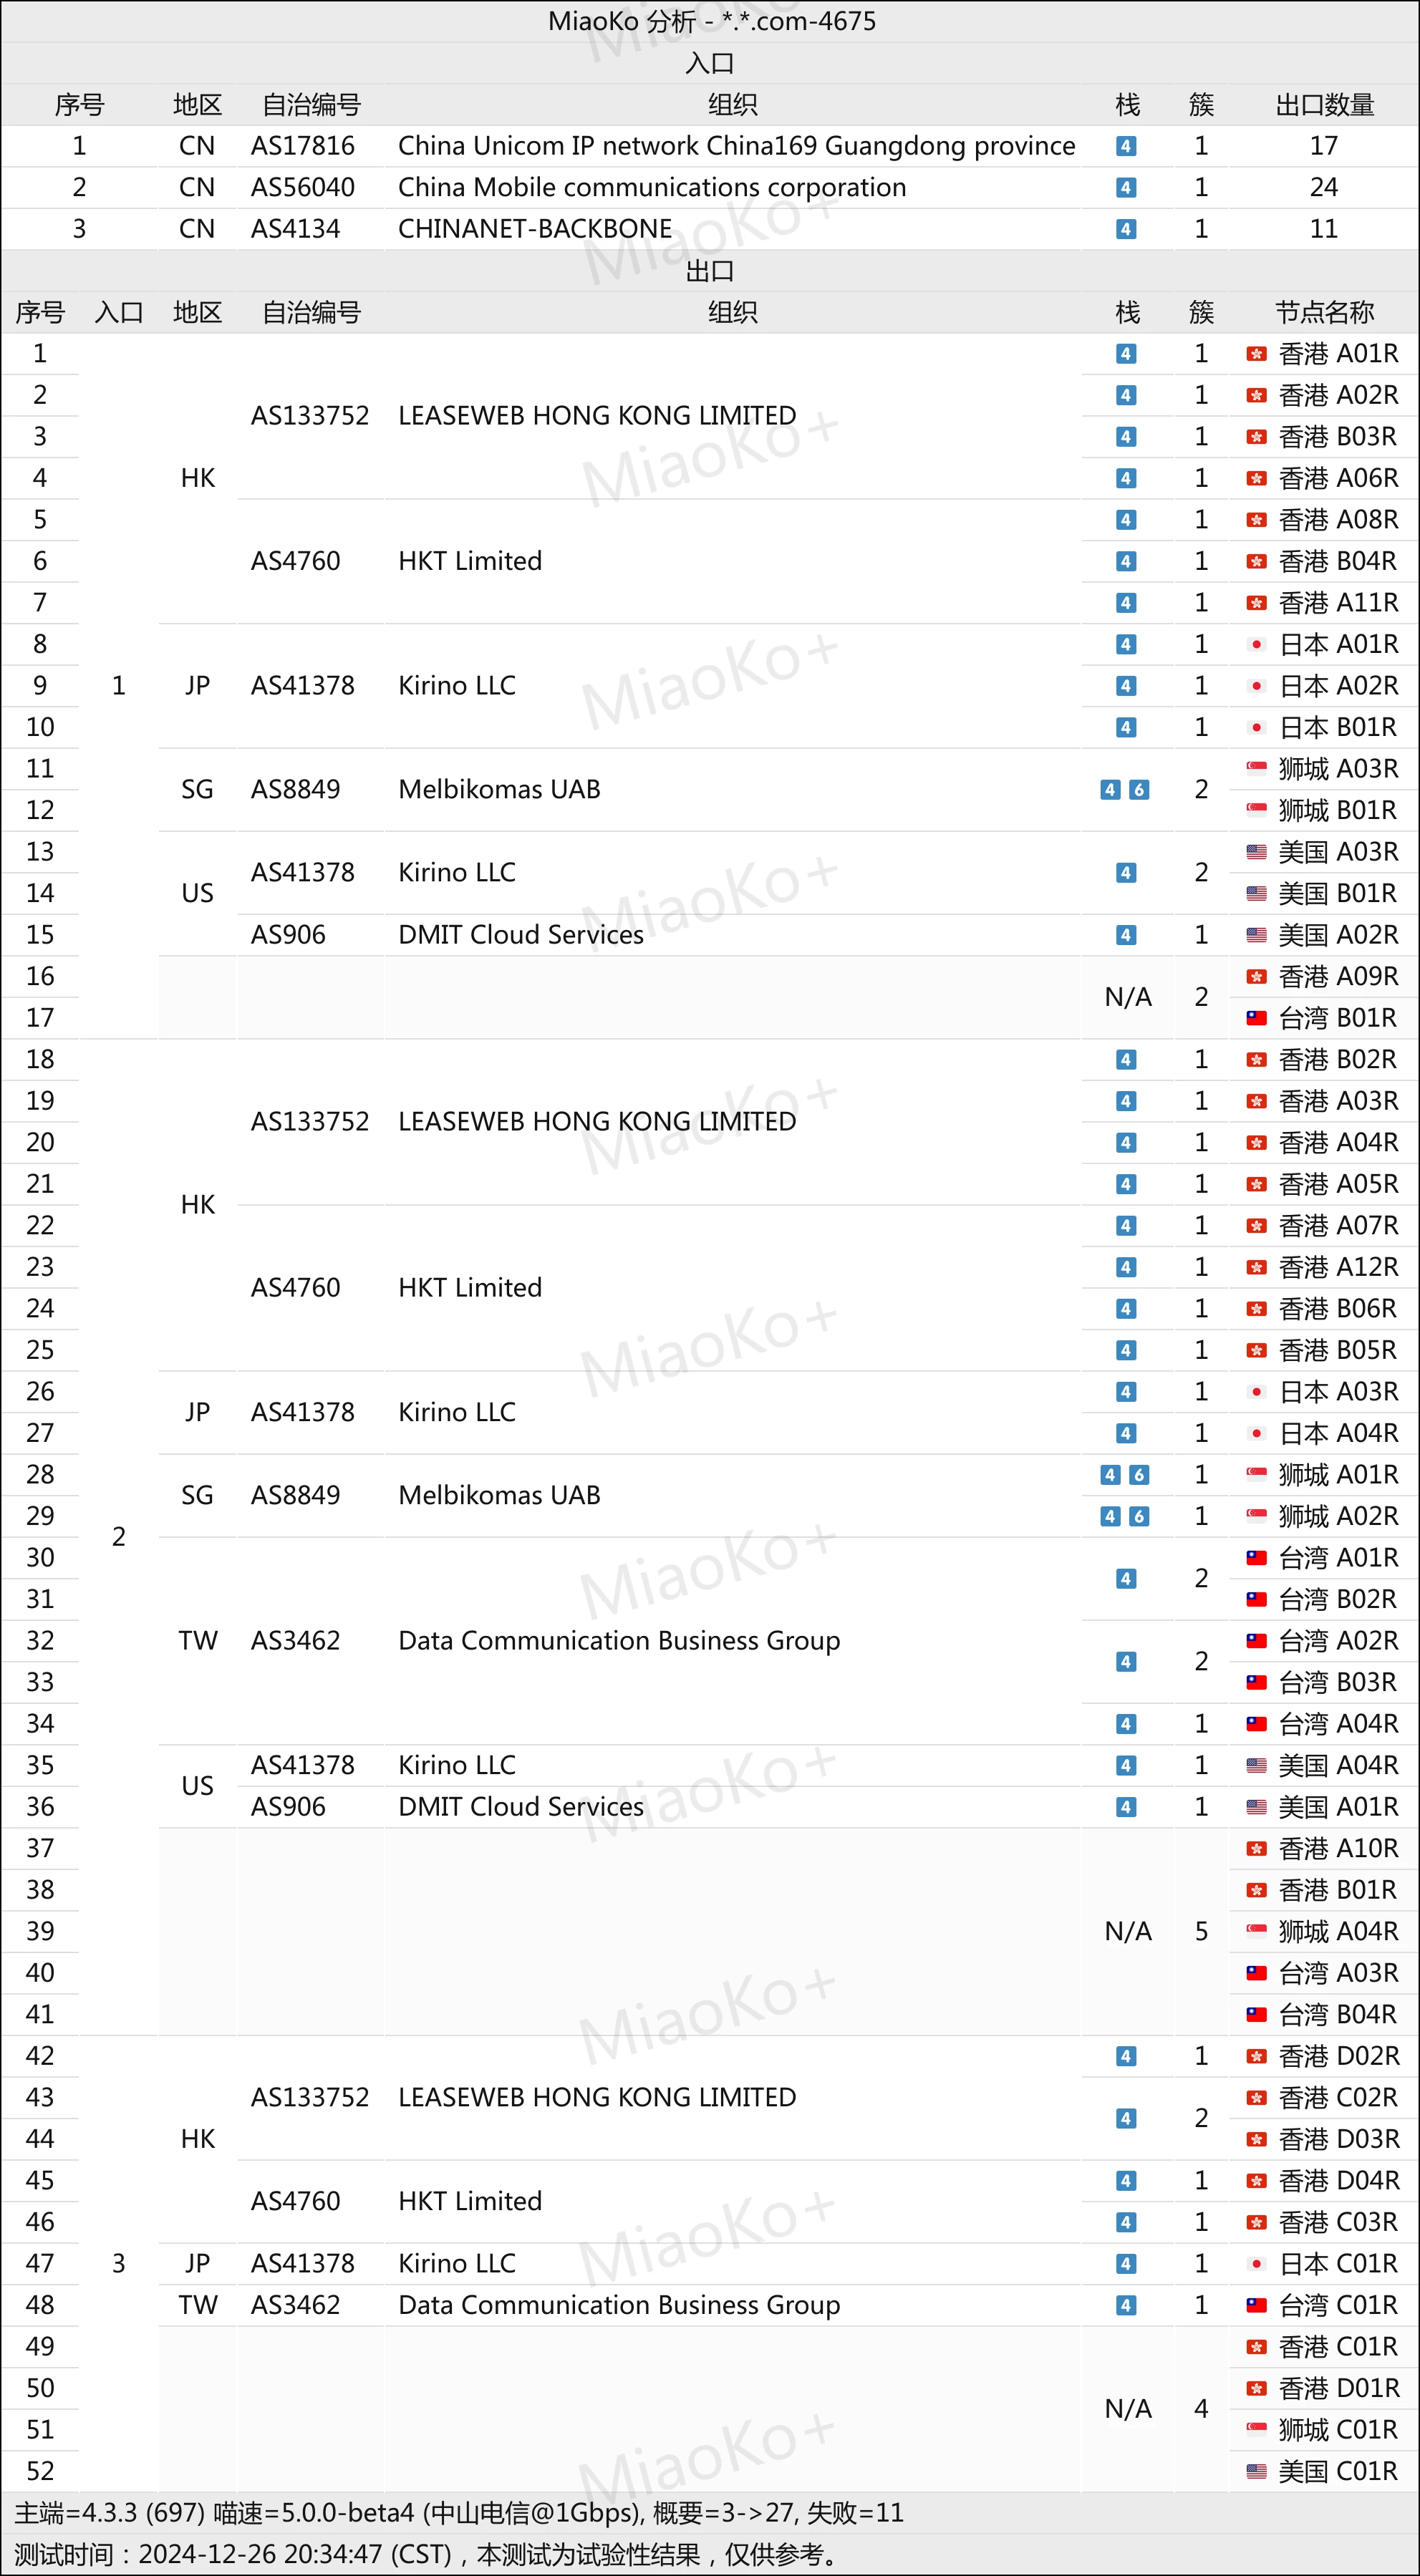 MiaoKo 分析 - *.*.com-4675
入口
序号 地区 自治编号 组织 栈 簇 出口数量
1 CN AS17816 China Unicom IP network China169 Guangdong province 4 1 17
2 CN AS56040 China Mobile communications corporation 4 1 24
3 CN AS4134 CHINANET-BACKBONE 4 1 11
出口
序号 入口 地区 自治编号 组织 栈 簇 节点名称
1 1 HK AS133752 LEASEWEB HONG KONG LIMITED 4 1 香港 A01R
2 4 1 香港 A02R
3 4 1 香港 B03R
4 4 1 香港 A06R
5 AS4760 HKT Limited 4 1 香港 A08R
6 4 1 香港 B04R
7 4 1 香港 A11R
8 JP AS41378 Kirino LLC 4 1 日本 A01R
9 4 1 日本 A02R
10 4 1 日本 B01R
11 SG AS8849 Melbikomas UAB 4 6 2 狮城 A03R
12 狮城 B01R
13 US AS41378 Kirino LLC 4 2 美国 A03R
14 美国 B01R
15 AS906 DMIT Cloud Services 4 1 美国 A02R
16 N/A 2 香港 A09R
17 台湾 B01R
18 2 HK AS133752 LEASEWEB HONG KONG LIMITED 4 1 香港 B02R
19 4 1 香港 A03R
20 4 1 香港 A04R
21 4 1 香港 A05R
22 AS4760 HKT Limited 4 1 香港 A07R
23 4 1 香港 A12R
24 4 1 香港 B06R
25 4 1 香港 B05R
26 JP AS41378 Kirino LLC 4 1 日本 A03R
27 4 1 日本 A04R
28 SG AS8849 Melbikomas UAB 4 6 1 狮城 A01R
29 4 6 1 狮城 A02R
30 TW AS3462 Data Communication Business Group 4 2 台湾 A01R
31 台湾 B02R
32 4 2 台湾 A02R
33 台湾 B03R
34 4 1 台湾 A04R
35 US AS41378 Kirino LLC 4 1 美国 A04R
36 AS906 DMIT Cloud Services 4 1 美国 A01R
37 N/A 5 香港 A10R
38 香港 B01R
39 狮城 A04R
40 台湾 A03R
41 台湾 B04R
42 3 HK AS133752 LEASEWEB HONG KONG LIMITED 4 1 香港 D02R
43 4 2 香港 C02R
44 香港 D03R
45 AS4760 HKT Limited 4 1 香港 D04R
46 4 1 香港 C03R
47 JP AS41378 Kirino LLC 4 1 日本 C01R
48 TW AS3462 Data Communication Business Group 4 1 台湾 C01R
49 N/A 4 香港 C01R
50 香港 D01R
51 狮城 C01R
52 美国 C01R
主端=4.3.3 (697) 喵速=5.0.0-beta4 (中山电信@1Gbps), 概要=3->27, 失败=11
测试时间：2024-12-26 20:34:47 (CST)，本测试为试验性结果，仅供参考。
MiaoKo+
MiaoKo+
MiaoKo+
MiaoKo+
MiaoKo+
MiaoKo+
MiaoKo+
MiaoKo+
MiaoKo+
MiaoKo+
MiaoKo+
MiaoKo+